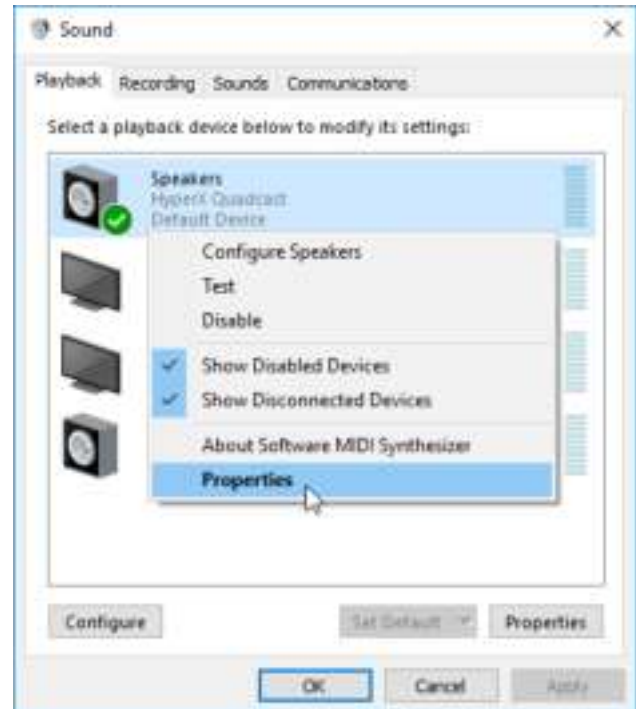 Sound
Playback Recording Sounds Communications
Select a playback device below to modify its settings:
Speakers
HyperX Quadcast
Default Device
Configure Speakers
Test
Disable
Show Disabled Devices
Show Disconnected Devices
About Software MIDI Synthesizer
Properties
Configure Set Default Properties
OK Cancel Apply